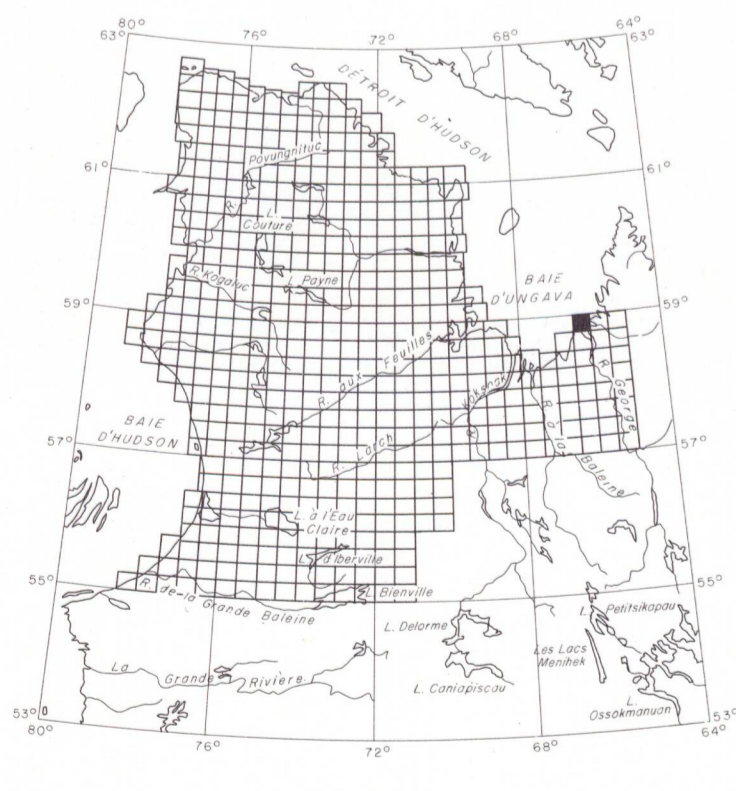 80°
76°
72°
68°
64°
63°
63°
DÉTROIT D'HUDSON
Povungnituc
R.
61°
61°
L.
Couture
R. Kogaluc
L. Payne
BAIE
D'UNGAVA
59°
59°
R. aux Feuilles
Koksoak
R.
R. George
R. à la
Baleine
BAIE
D'HUDSON
57°
57°
R. Larch
L. à l'Eau
Claire
L. d'Iberville
L. Bienville
55°
55°
R. de-la Grande Baleine
L. Delorme
L. Petitsikapau
Les Lacs
Menihek
La Grande Rivière
L. Caniapiscau
L.
Ossokmanuan
53°
53°
80°
76°
72°
68°
64°